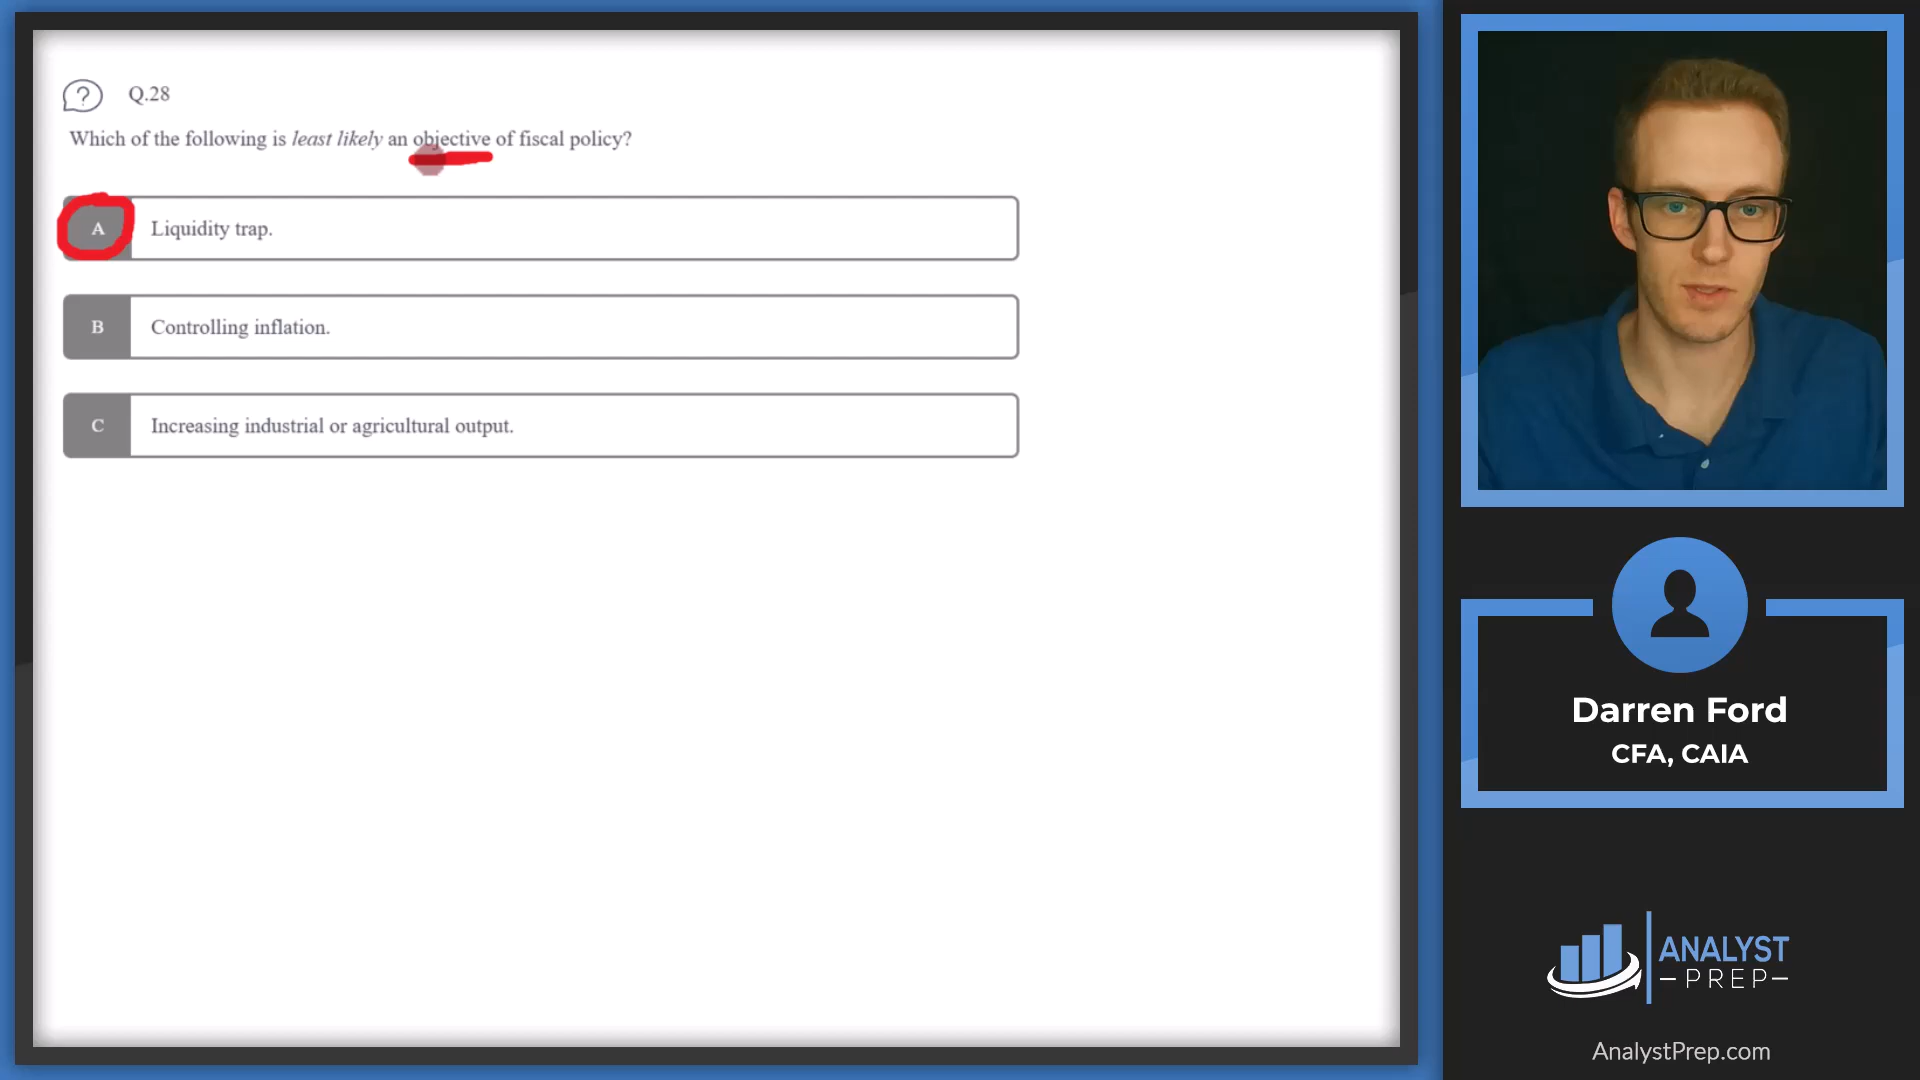 Q.28
Which of the following is least likely an objective of fiscal policy?
A
Liquidity trap.
B
Controlling inflation.
C
Increasing industrial or agricultural output.
Darren Ford
CFA, CAIA
ANALYST
PREP
AnalystPrep.com